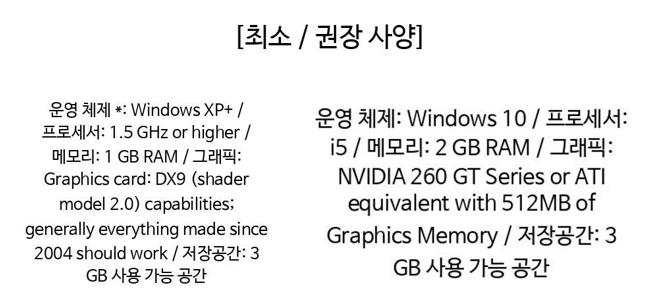 [최소 / 권장 사양]
운영 체제 *: Windows XP+ /
프로세서: 1.5 GHz or higher /
메모리: 1 GB RAM / 그래픽:
Graphics card: DX9 (shader
model 2.0) capabilities;
generally everything made since
2004 should work / 저장공간: 3
GB 사용 가능 공간
운영 체제: Windows 10 / 프로세서:
i5 / 메모리: 2 GB RAM / 그래픽:
NVIDIA 260 GT Series or ATI
equivalent with 512MB of
Graphics Memory / 저장공간: 3
GB 사용 가능 공간